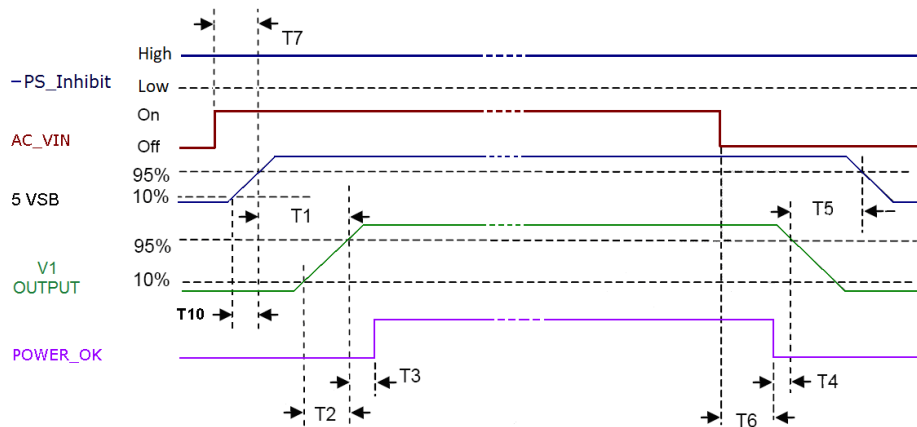 T7
High
−PS_Inhibit
Low
On
AC_VIN
Off
95%
5 VSB
10%
T1
T5
95%
V1
OUTPUT
10%
T10
POWER_OK
T3
T4
T2
T6